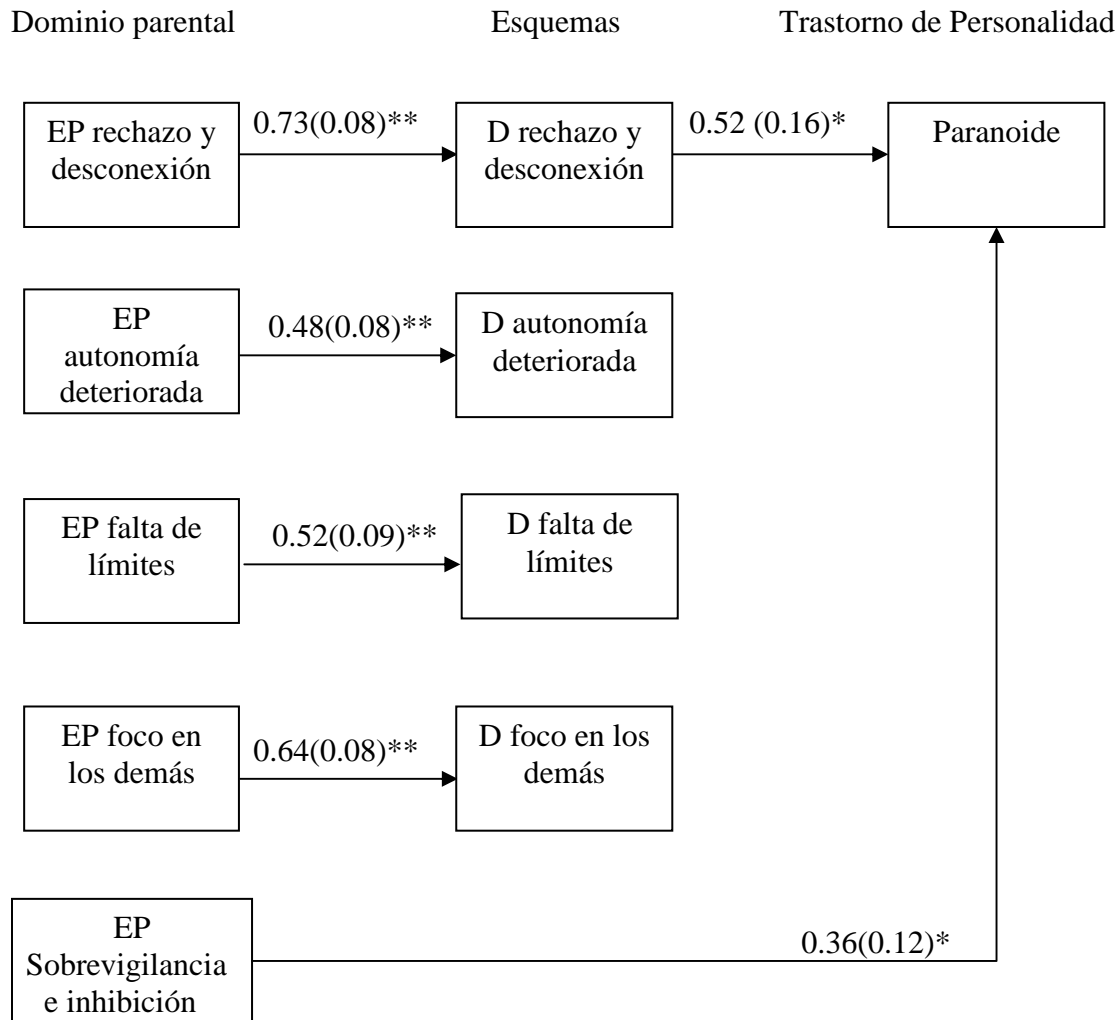 Dominio parental
Esquemas
Trastorno de Personalidad
EP rechazo y
desconexión
0.73(0.08)**
D rechazo y
desconexión
0.52 (0.16)*
Paranoide
EP
autonomía
deteriorada
0.48(0.08)**
D autonomía
deteriorada
EP falta de
límites
0.52(0.09)**
D falta de
límites
EP foco en
los demás
0.64(0.08)**
D foco en los
demás
EP
Sobrevigilancia
e inhibición
0.36(0.12)*